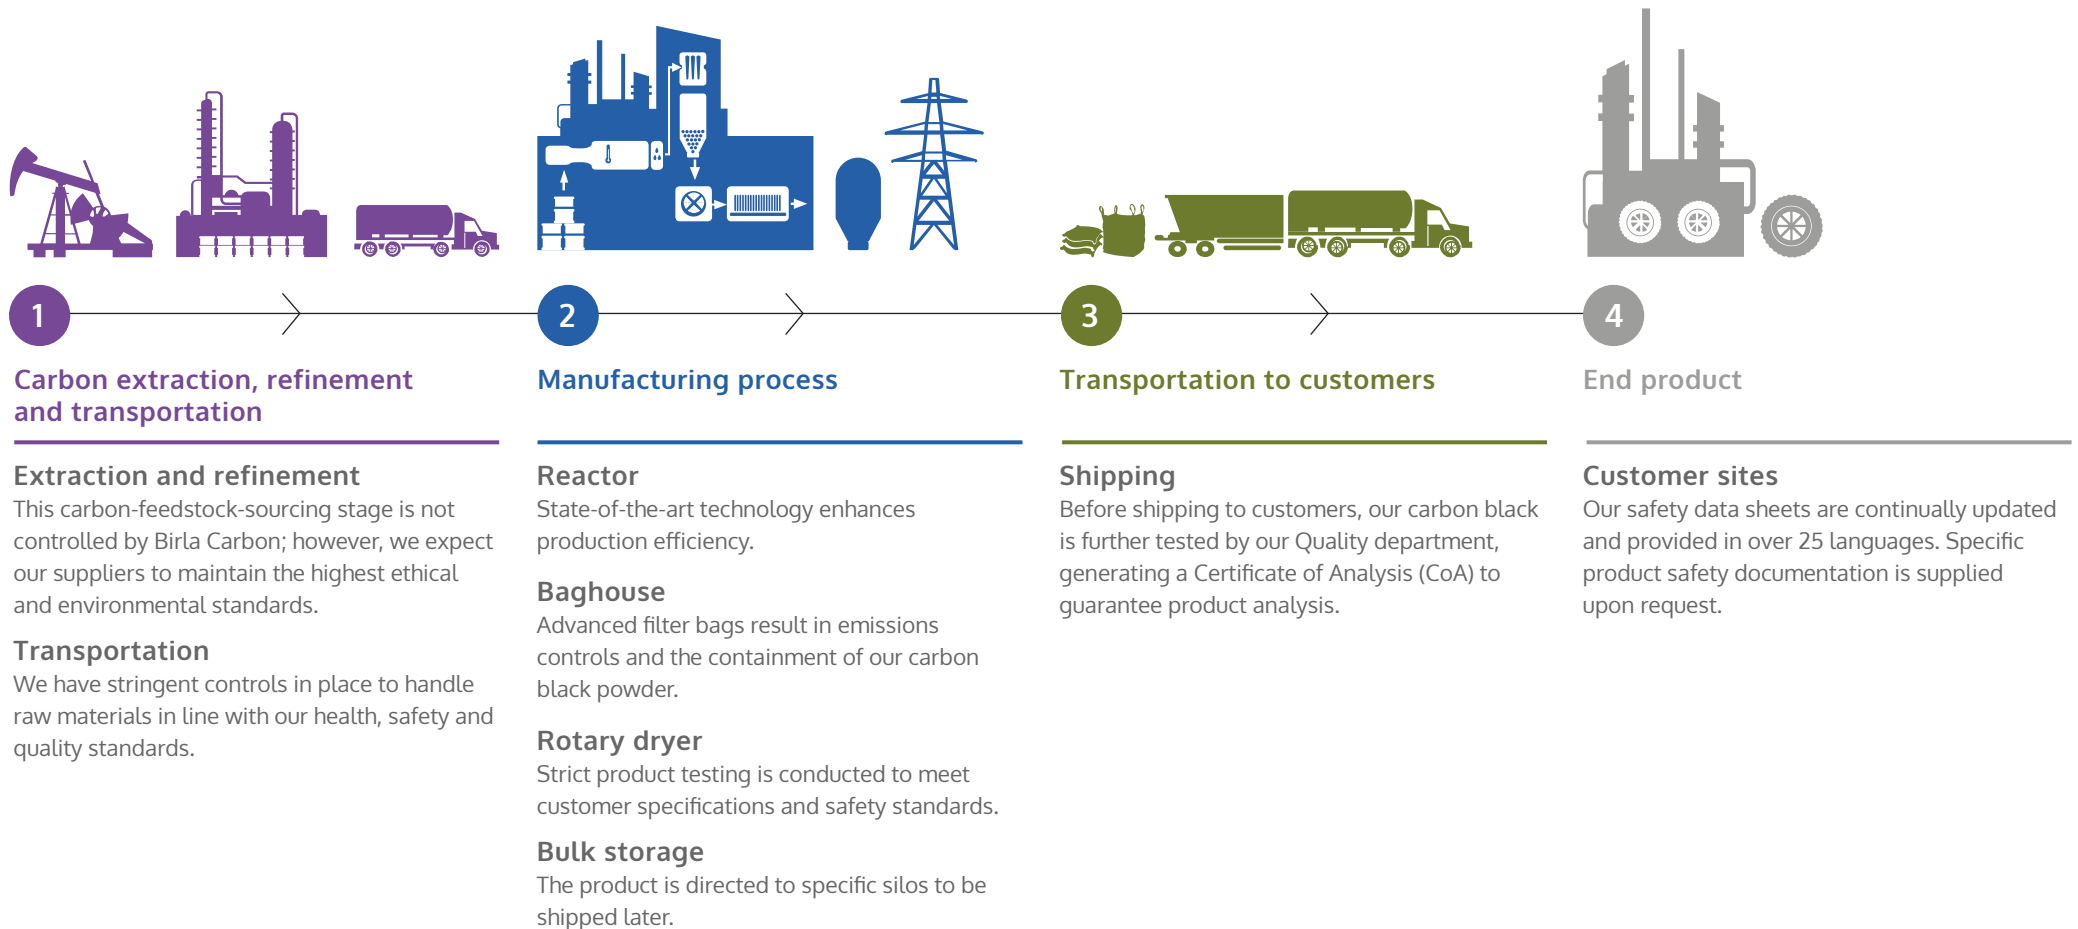 1
Carbon extraction, refinement
and transportation
Extraction and refinement
This carbon-feedstock-sourcing stage is not
controlled by Birla Carbon; however, we expect
our suppliers to maintain the highest ethical
and environmental standards.
Transportation
We have stringent controls in place to handle
raw materials in line with our health, safety and
quality standards.
2
Manufacturing process
Reactor
State-of-the-art technology enhances
production efficiency.
Baghouse
Advanced filter bags result in emissions
controls and the containment of our carbon
black powder.
Rotary dryer
Strict product testing is conducted to meet
customer specifications and safety standards.
Bulk storage
The product is directed to specific silos to be
shipped later.
3
Transportation to customers
Shipping
Before shipping to customers, our carbon black
is further tested by our Quality department,
generating a Certificate of Analysis (CoA) to
guarantee product analysis.
4
End product
Customer sites
Our safety data sheets are continually updated
and provided in over 25 languages. Specific
product safety documentation is supplied
upon request.